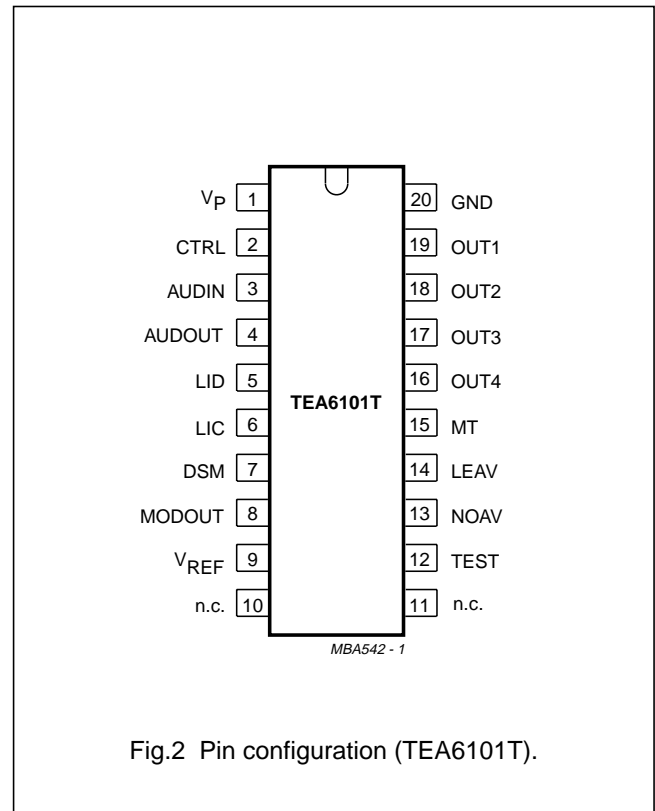 V_P 1 20 GND
CTRL 2 19 OUT1
AUDIN 3 18 OUT2
AUDOUT 4 17 OUT3
LID 5 16 OUT4
TEA6101T
LIC 6 15 MT
DSM 7 14 LEAV
MODOUT 8 13 NOAV
V_REF 9 12 TEST
n.c. 10 11 n.c.
MBA542 - 1
Fig.2 Pin configuration (TEA6101T).